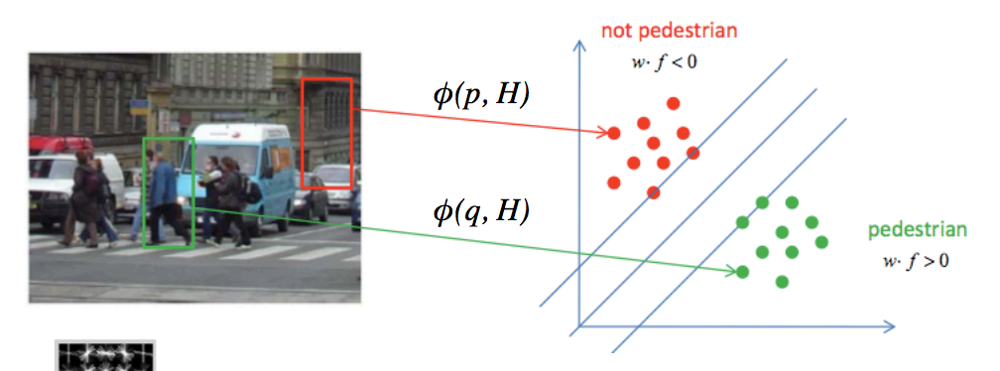 not pedestrian
w· f < 0
ϕ(p, H)
ϕ(q, H)
pedestrian
w· f > 0